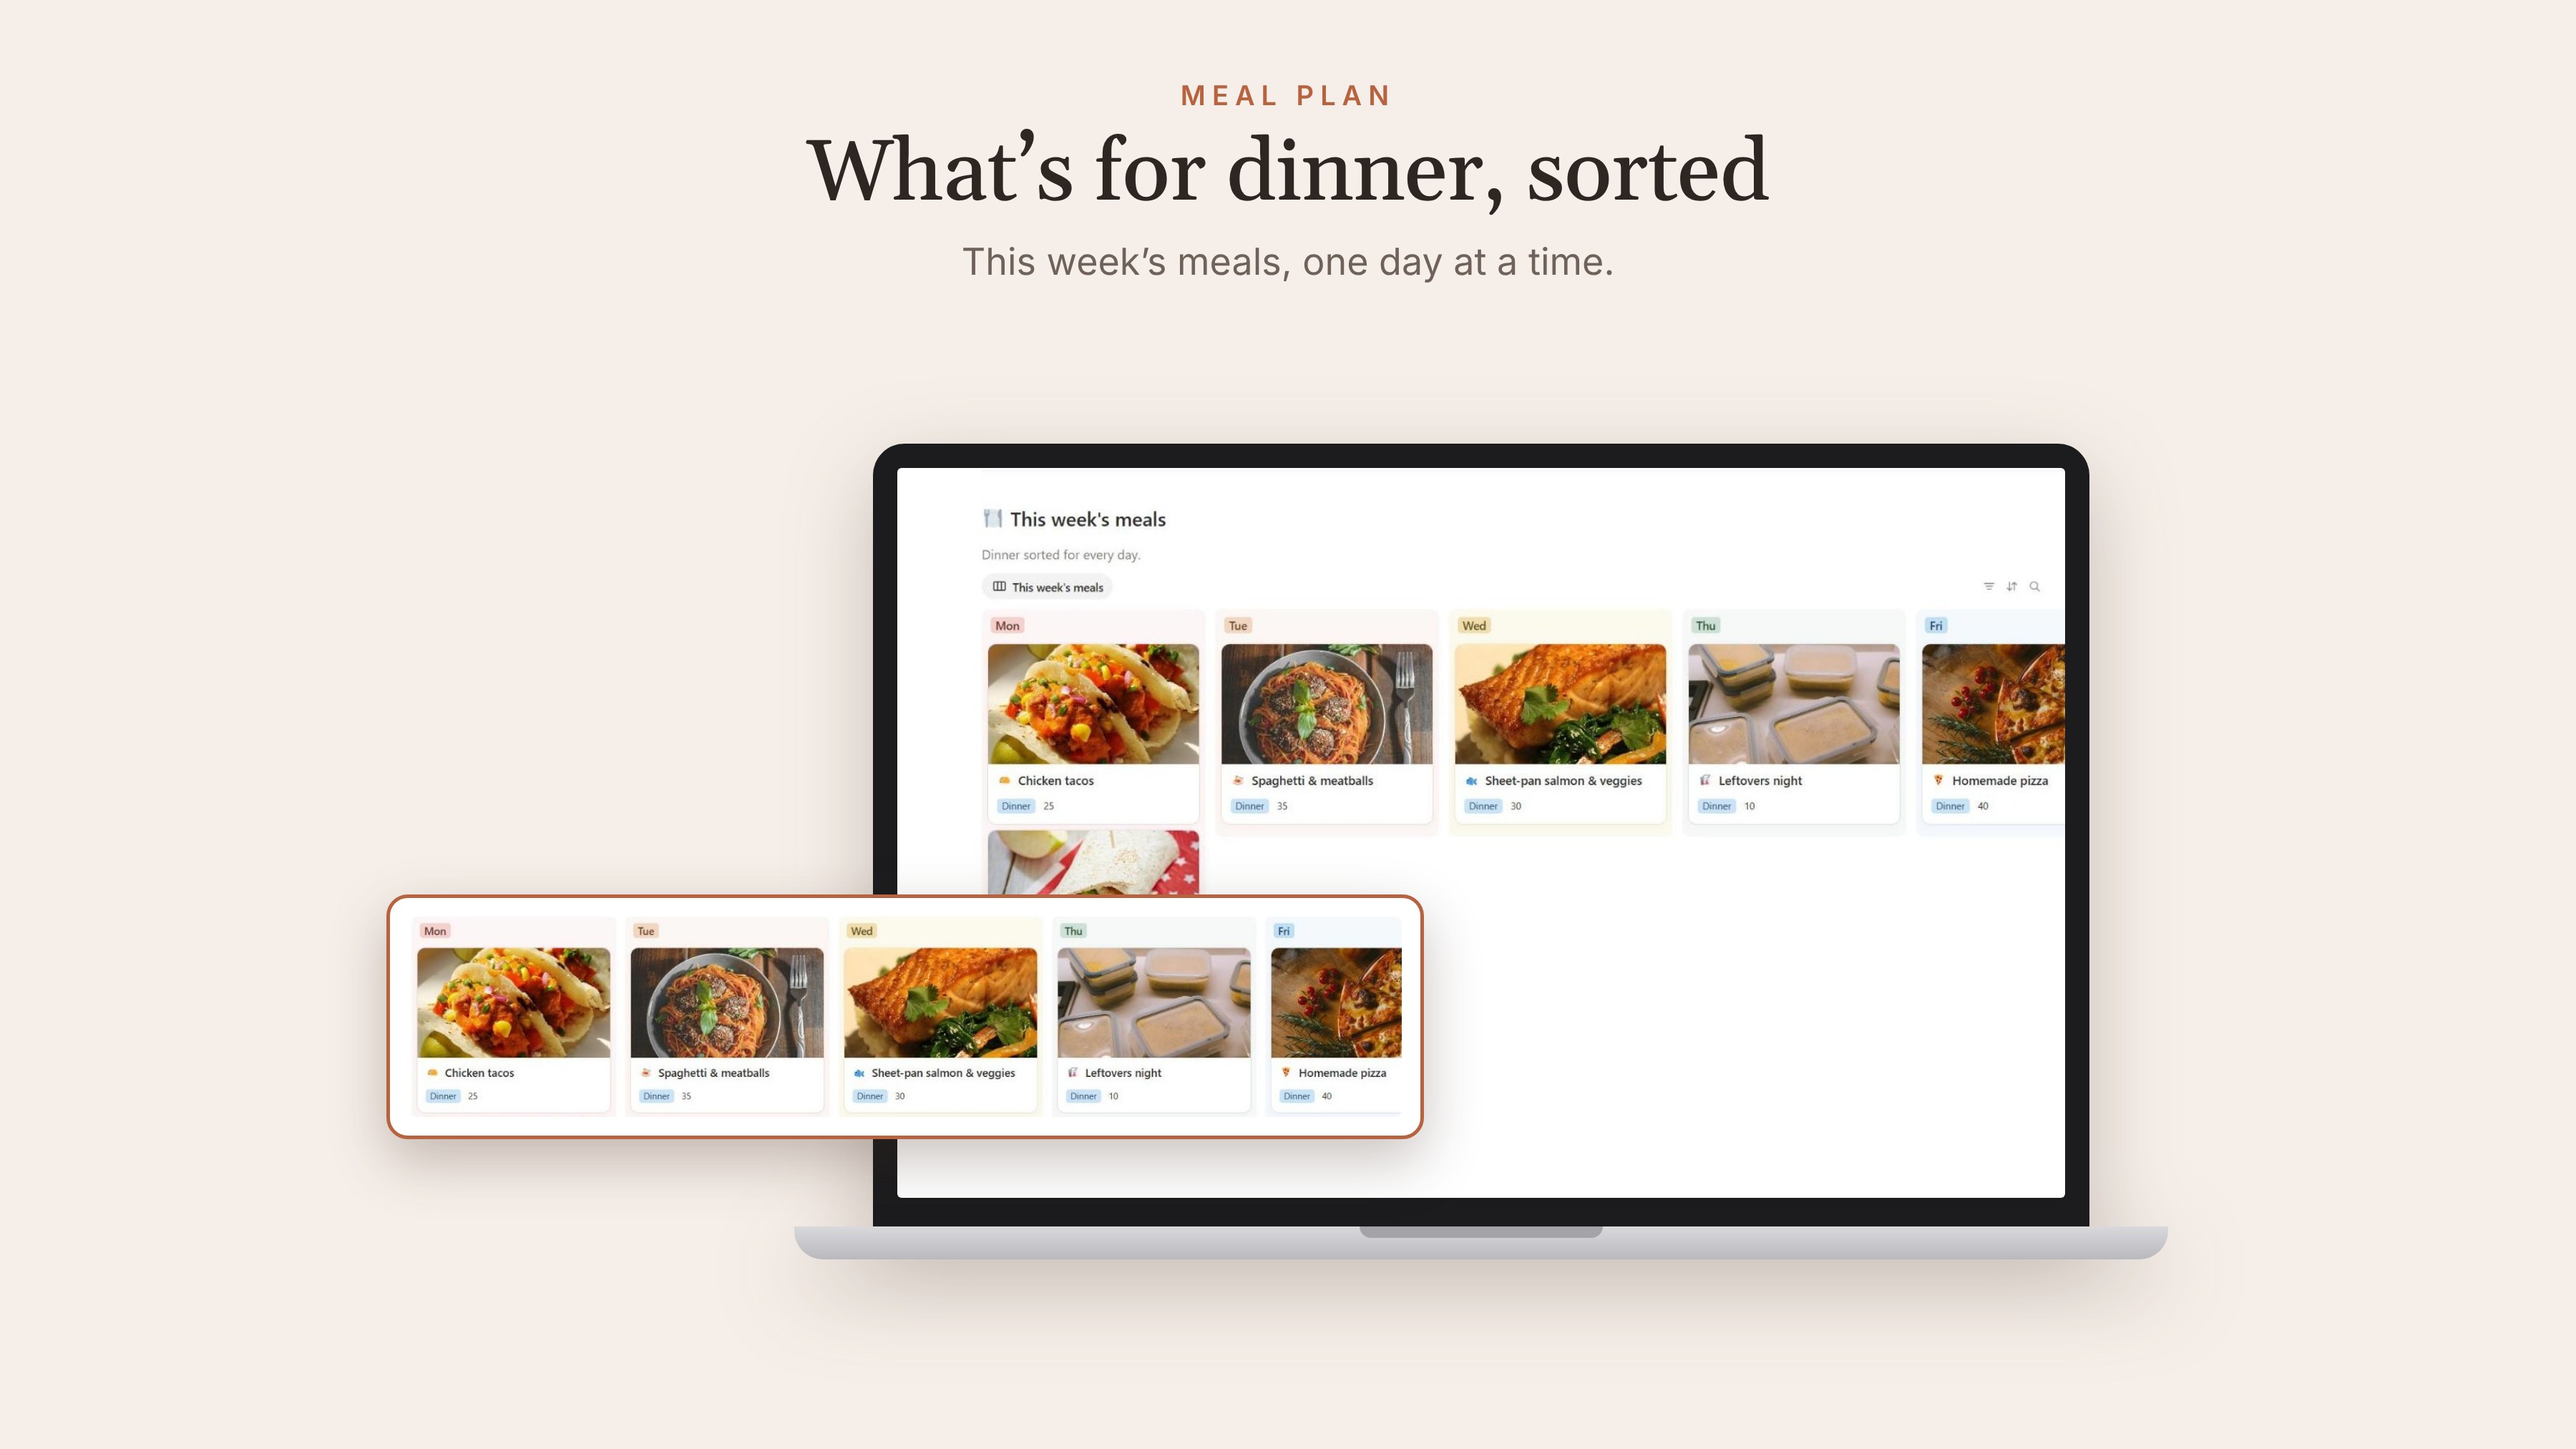 MEAL PLAN
What’s for dinner, sorted
This week’s meals, one day at a time.
This week's meals
Dinner sorted for every day.
This week's meals
Mon Tue Wed Thu Fri
Chicken tacos Spaghetti & meatballs Sheet-pan salmon & veggies Leftovers night Homemade pizza
Dinner 25 Dinner 35 Dinner 30 Dinner 10 Dinner 40
Mon Tue Wed Thu Fri
Chicken tacos Spaghetti & meatballs Sheet-pan salmon & veggies Leftovers night Homemade pizza
Dinner 25 Dinner 35 Dinner 30 Dinner 10 Dinner 40